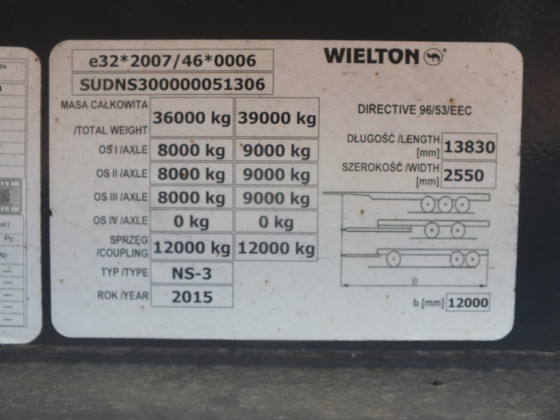 e32*2007/46*0006
SUDNS300000051306
WIELTON
MASA CAŁKOWITA /TOTAL WEIGHT 36000 kg 39000 kg
DIRECTIVE 96/53/EEC
OS I /AXLE 8000 kg 9000 kg
DŁUGOŚĆ /LENGTH [mm] 13830
OS II /AXLE 8000 kg 9000 kg
SZEROKOŚĆ /WIDTH [mm] 2550
OS III /AXLE 8000 kg 9000 kg
OS IV /AXLE 0 kg 0 kg
SPRZĘG /COUPLING 12000 kg 12000 kg
TYP /TYPE NS-3
ROK /YEAR 2015
b [mm] 12000